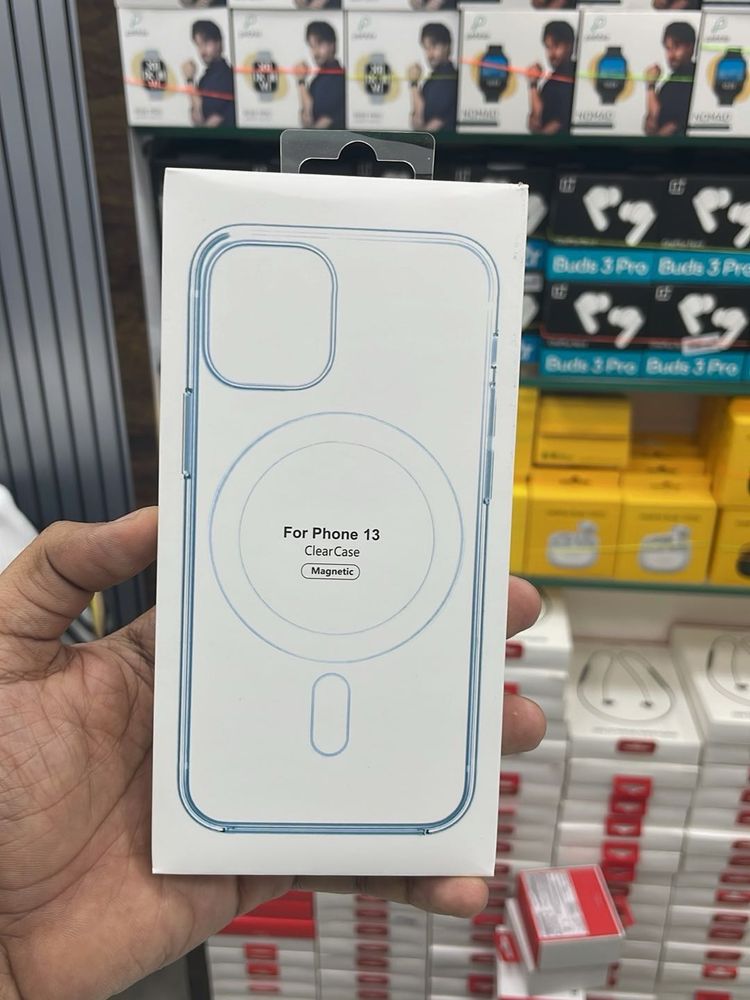 NOMAD
NOMAD
Buds 3 Pro
Buds 3 Pro
Buds 3 Pro
Buds 3 Pro
For Phone 13
ClearCase
Magnetic